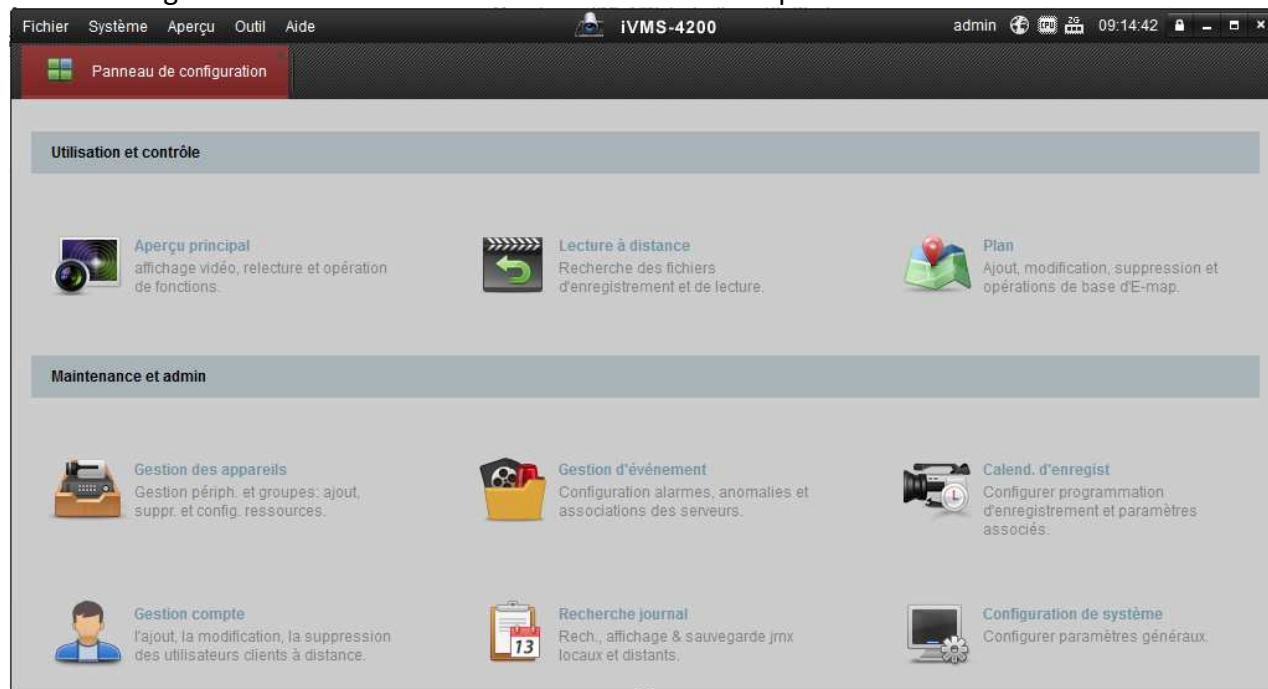 Fichier Système Aperçu Outil Aide iVMS-4200 admin CPU 2G 09:14:42
Panneau de configuration
Utilisation et contrôle
Aperçu principal
affichage vidéo, relecture et opération
de fonctions.
Lecture à distance
Recherche des fichiers
d'enregistrement et de lecture.
Plan
Ajout, modification, suppression et
opérations de base d'E-map.
Maintenance et admin
Gestion des appareils
Gestion périph. et groupes: ajout,
suppr. et config. ressources.
Gestion d'événement
Configuration alarmes, anomalies et
associations des serveurs.
Calend. d'enregist
Configurer programmation
d'enregistrement et paramètres
associés.
Gestion compte
l'ajout, la modification, la suppression
des utilisateurs clients à distance.
Recherche journal
Rech., affichage & sauvegarde jrnx
locaux et distants.
13
Configuration de système
Configurer paramètres généraux.